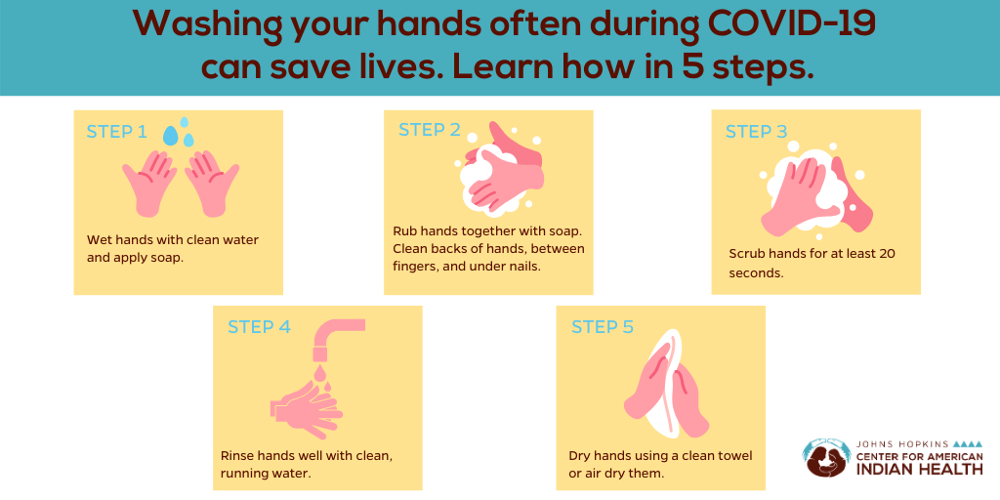 Washing your hands often during COVID-19
can save lives. Learn how in 5 steps.
STEP 1
Wet hands with clean water
and apply soap.
STEP 2
Rub hands together with soap.
Clean backs of hands, between
fingers, and under nails.
STEP 3
Scrub hands for at least 20
seconds.
STEP 4
Rinse hands well with clean,
running water.
STEP 5
Dry hands using a clean towel
or air dry them.
JOHNS HOPKINS
CENTER FOR AMERICAN
INDIAN HEALTH